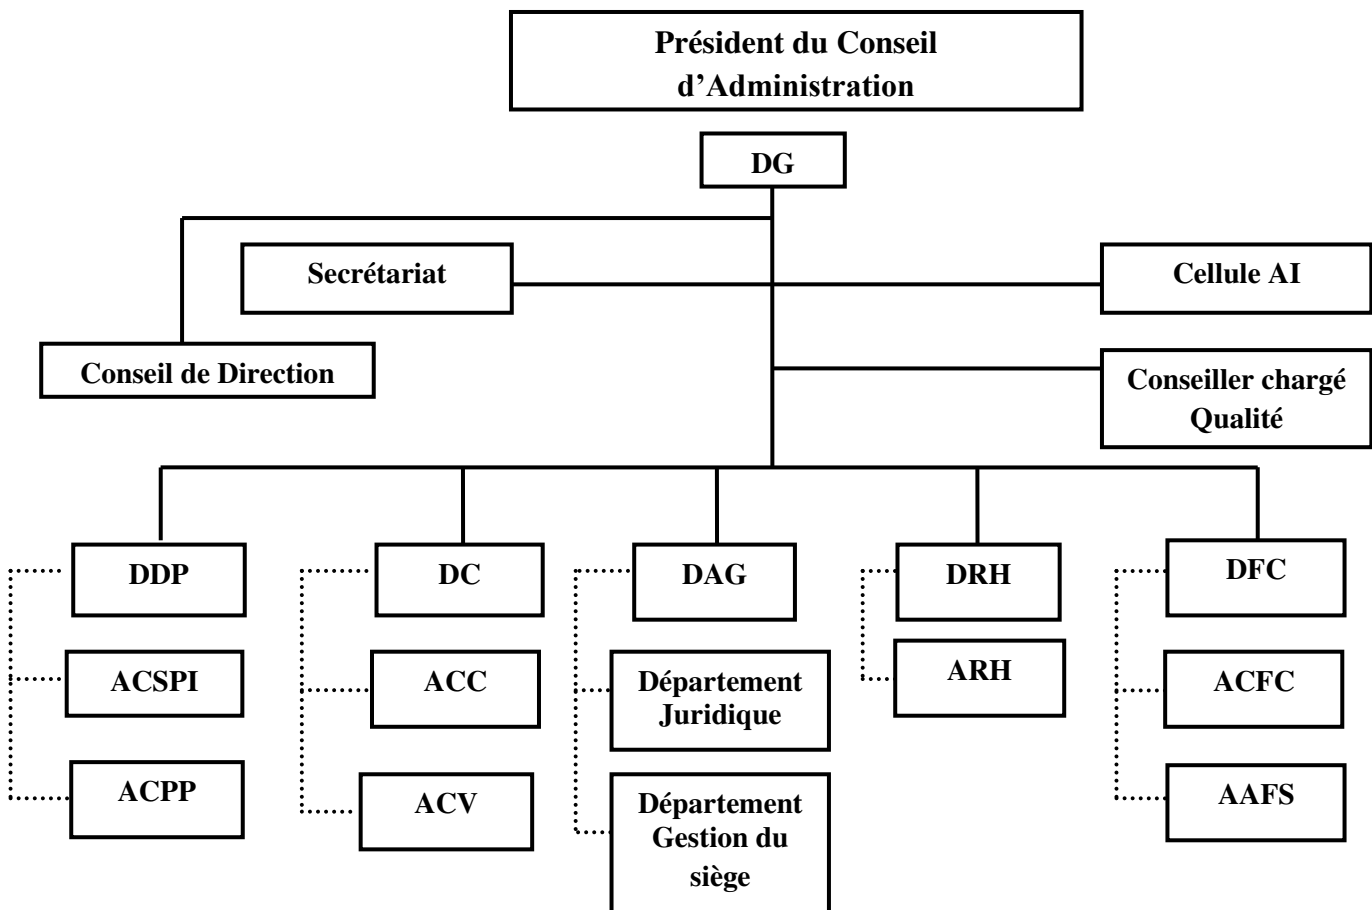 Président du Conseil
d’Administration
DG
Secrétariat
Cellule AI
Conseil de Direction
Conseiller chargé
Qualité
DDP
DC
DAG
DRH
DFC
ACSPI
ACC
Département
Juridique
ARH
ACFC
ACPP
ACV
Département
Gestion du
siège
AAFS